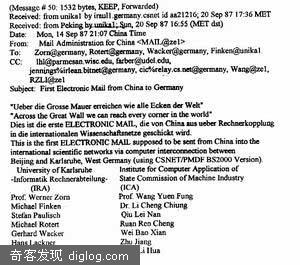 (Message # 50: 1532 bytes, KEEP, Forwarded)
Received: from unika1 by iraul1.germany.csnet id aa21216; 20 Sep 87 17:36 MET
Received: from Peking by unika1; Sun, 20 Sep 87 16:55 (MET dst)
Date: Mon, 14 Sep 87 21:07 China Time
From: Mail Administration for China <MAIL@ze1>
To: Zorn@germany, Rotert@germany, Wacker@germany, Finken@unika1
CC: lhl@parmesan.wisc.edu, farber@udel.edu,
jennings%irlean.bitnet@germany, cic%relay.cs.net@germany, Wang@ze1,
RZLI@ze1
Subject: First Electronic Mail from China to Germany
"Ueber die Grosse Mauer erreichen wie alle Ecken der Welt"
"Across the Great Wall we can reach every corner in the world"
Dies ist die erste ELECTRONIC MAIL, die von China aus ueber Rechnerkopplung
in die internationalen Wissenschaftsnetze geschickt wird.
This is the first ELECTRONIC MAIL supposed to be sent from China into the
international scientific networks via computer interconnection between
Beijing and Karlsruhe, West Germany (using CSNET/PMDF BS2000 Version).
University of Karlsruhe Institute for Computer Application of
-Informatik Rechnerabteilung- State Commission of Machine Industry
(IRA) (ICA)
Prof. Werner Zorn Prof. Wang Yuen Fung
Michael Finken Dr. Li Cheng Chiung
Stefan Paulisch Qiu Lei Nan
Michael Rotert Ruan Ren Cheng
Gerhard Wacker Wei Bao Xian
Hans Lackner Zhu Jiang
Li Hua
奇客发现 diglog.com